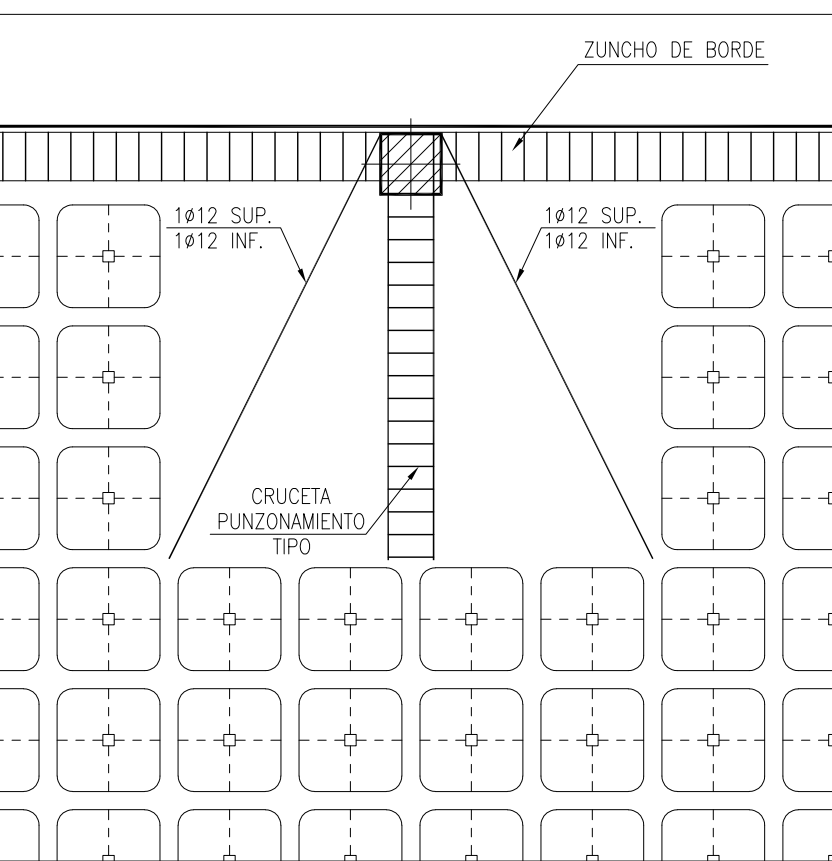 ZUNCHO DE BORDE
1ø12 SUP.
1ø12 INF.
1ø12 SUP.
1ø12 INF.
CRUCETA
PUNZONAMIENTO
TIPO